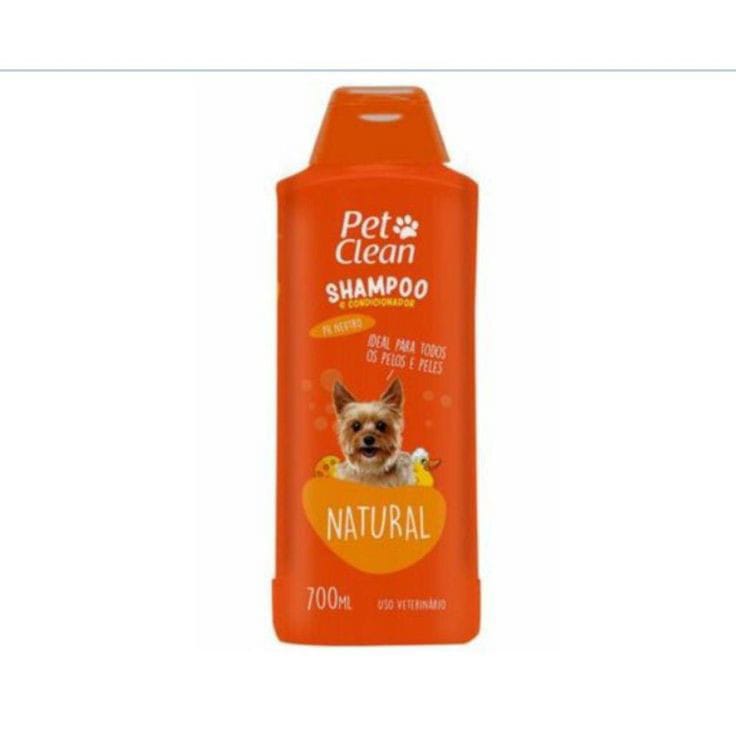 Pet
Clean
SHAMPOO
E CONDICIONADOR
PH NEUTRO
IDEAL PARA TODOS
OS PELOS E PELES
NATURAL
700ML
USO VETERINÁRIO